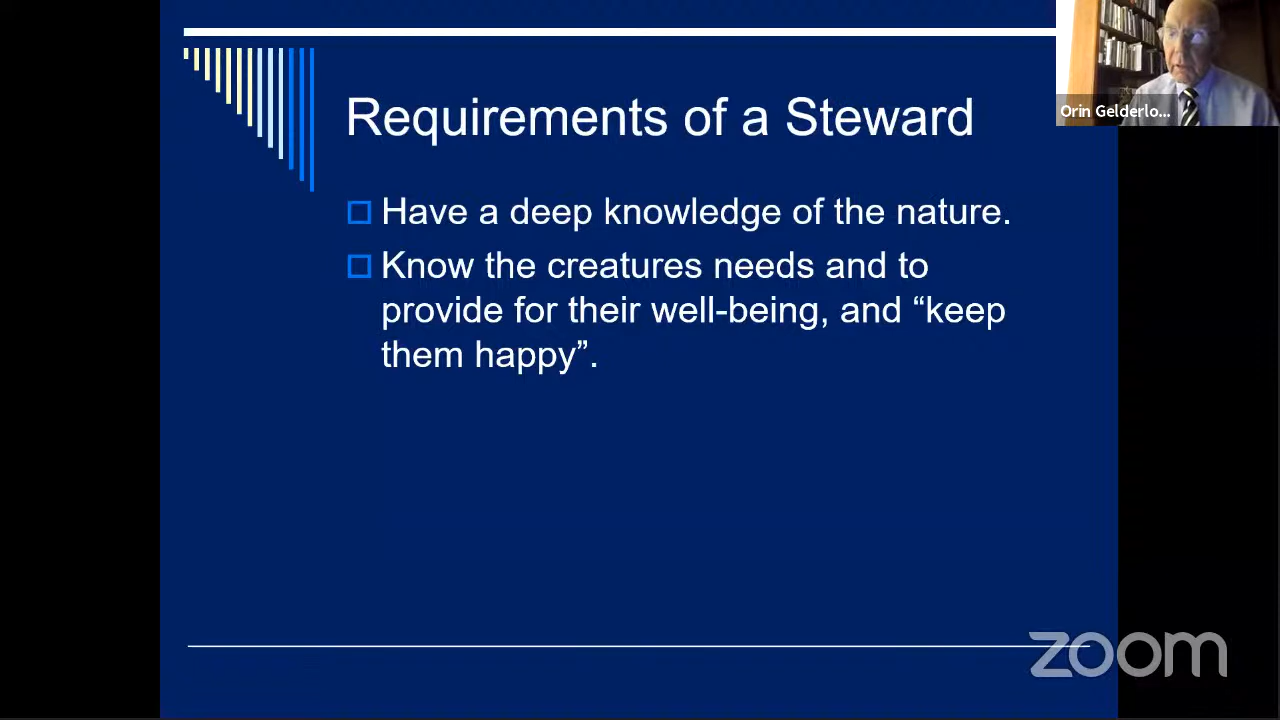 Requirements of a Steward
Have a deep knowledge of the nature.
Know the creatures needs and to
provide for their well-being, and “keep
them happy”.
Orin Gelderlo...
zoom